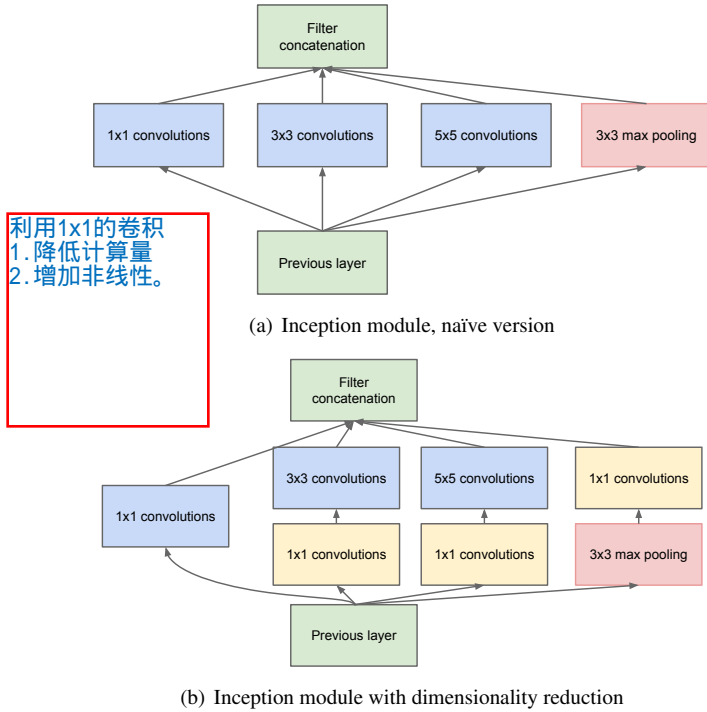 Filter
concatenation
1x1 convolutions
3x3 convolutions
5x5 convolutions
3x3 max pooling
利用1x1的卷积
1.降低计算量
2.增加非线性。
Previous layer
(a) Inception module, naïve version
Filter
concatenation
3x3 convolutions
5x5 convolutions
1x1 convolutions
1x1 convolutions
1x1 convolutions
1x1 convolutions
3x3 max pooling
Previous layer
(b) Inception module with dimensionality reduction